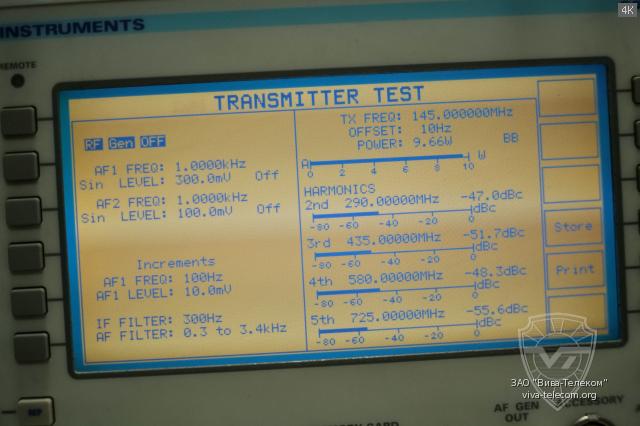 4K
INSTRUMENTS
REMOTE
TRANSMITTER TEST
RF Gen OFF
AF1 FREQ: 1.0000kHz
Sin LEVEL: 300.0mV Off
AF2 FREQ: 1.0000kHz
Sin LEVEL: 100.0mV Off
Increments
AF1 FREQ: 100Hz
AF1 LEVEL: 10.0mV
IF FILTER: 300Hz
AF FILTER: 0.3 to 3.4kHz
TX FREQ: 145.000000MHz
OFFSET: 10Hz
POWER: 9.66W BB
A W
0 2 4 6 8 10
HARMONICS
2nd 290.00000MHz -47.0dBc
dBc
-80 -60 -40 -20 0
3rd 435.00000MHz -51.7dBc
dBc
-80 -60 -40 -20 0
4th 580.00000MHz -48.3dBc
dBc
-80 -60 -40 -20 0
5th 725.00000MHz -55.6dBc
dBc
-80 -60 -40 -20 0
Store
Print
ЗАО "Вива-Телеком"
viva-telecom.org
AF GEN
OUT
ACCESSORY